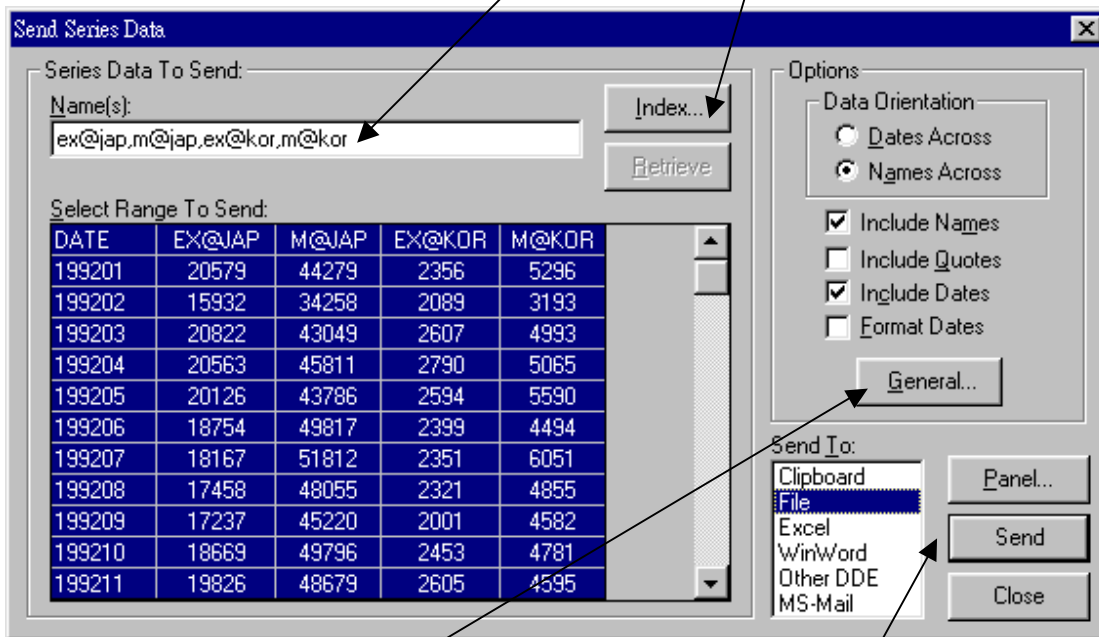 Send Series Data
Series Data To Send:
Name(s):
ex@jap,m@jap,ex@kor,m@kor
Index...
Retrieve
Select Range To Send:
DATE EX@JAP M@JAP EX@KOR M@KOR
199201 20579 44279 2356 5296
199202 15932 34258 2089 3193
199203 20822 43049 2607 4993
199204 20563 45811 2790 5065
199205 20126 43786 2594 5590
199206 18754 49817 2399 4494
199207 18167 51812 2351 6051
199208 17458 48055 2321 4855
199209 17237 45220 2001 4582
199210 18669 49796 2453 4781
199211 19826 48679 2605 4595
Options
Data Orientation
Dates Across
Names Across
Include Names
Include Quotes
Include Dates
Format Dates
General...
Send To:
Clipboard
File
Excel
WinWord
Other DDE
MS-Mail
Panel...
Send
Close